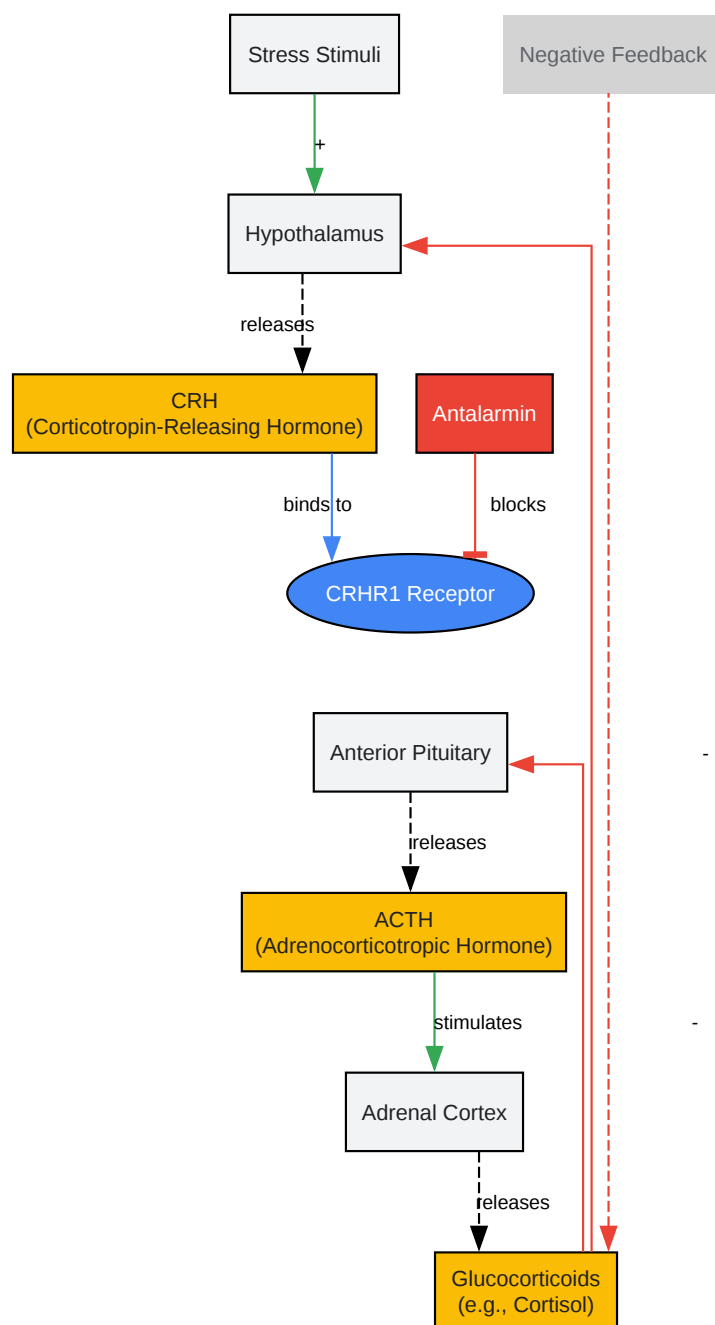 Stress Stimuli
Negative Feedback
+
Hypothalamus
releases
CRH
(Corticotropin-Releasing Hormone)
Antalarmin
binds to
blocks
CRHR1 Receptor
Anterior Pituitary
-
releases
ACTH
(Adrenocorticotropic Hormone)
stimulates
-
Adrenal Cortex
releases
Glucocorticoids
(e.g., Cortisol)